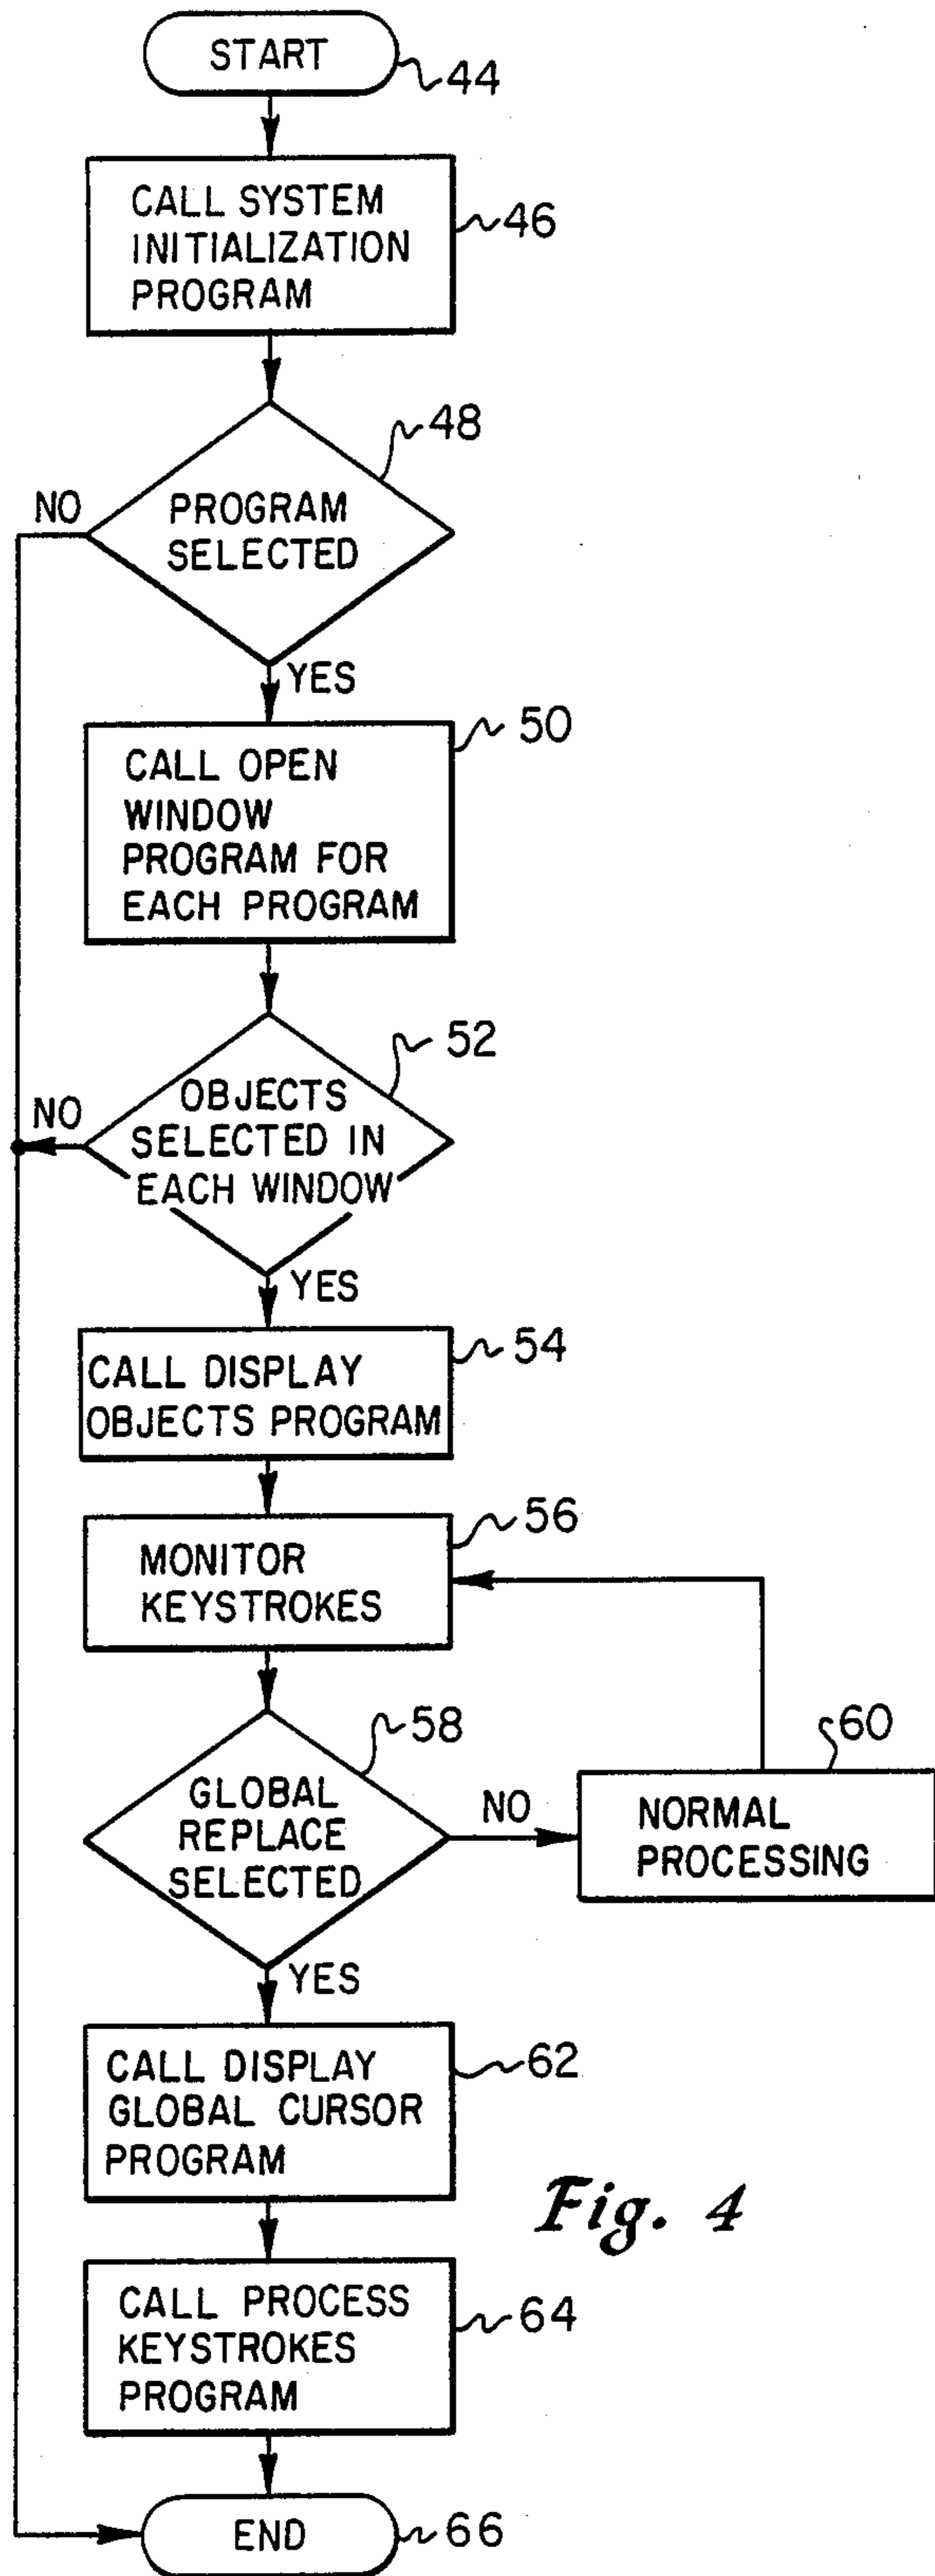 START
44
CALL SYSTEM
INITIALIZATION
PROGRAM
46
48
NO
PROGRAM
SELECTED
YES
50
CALL OPEN
WINDOW
PROGRAM FOR
EACH PROGRAM
52
NO
OBJECTS
SELECTED IN
EACH WINDOW
YES
54
CALL DISPLAY
OBJECTS PROGRAM
56
MONITOR
KEYSTROKES
58
60
GLOBAL
REPLACE
SELECTED
NO
NORMAL
PROCESSING
YES
62
CALL DISPLAY
GLOBAL CURSOR
PROGRAM
Fig. 4
CALL PROCESS
KEYSTROKES
PROGRAM
64
END
66